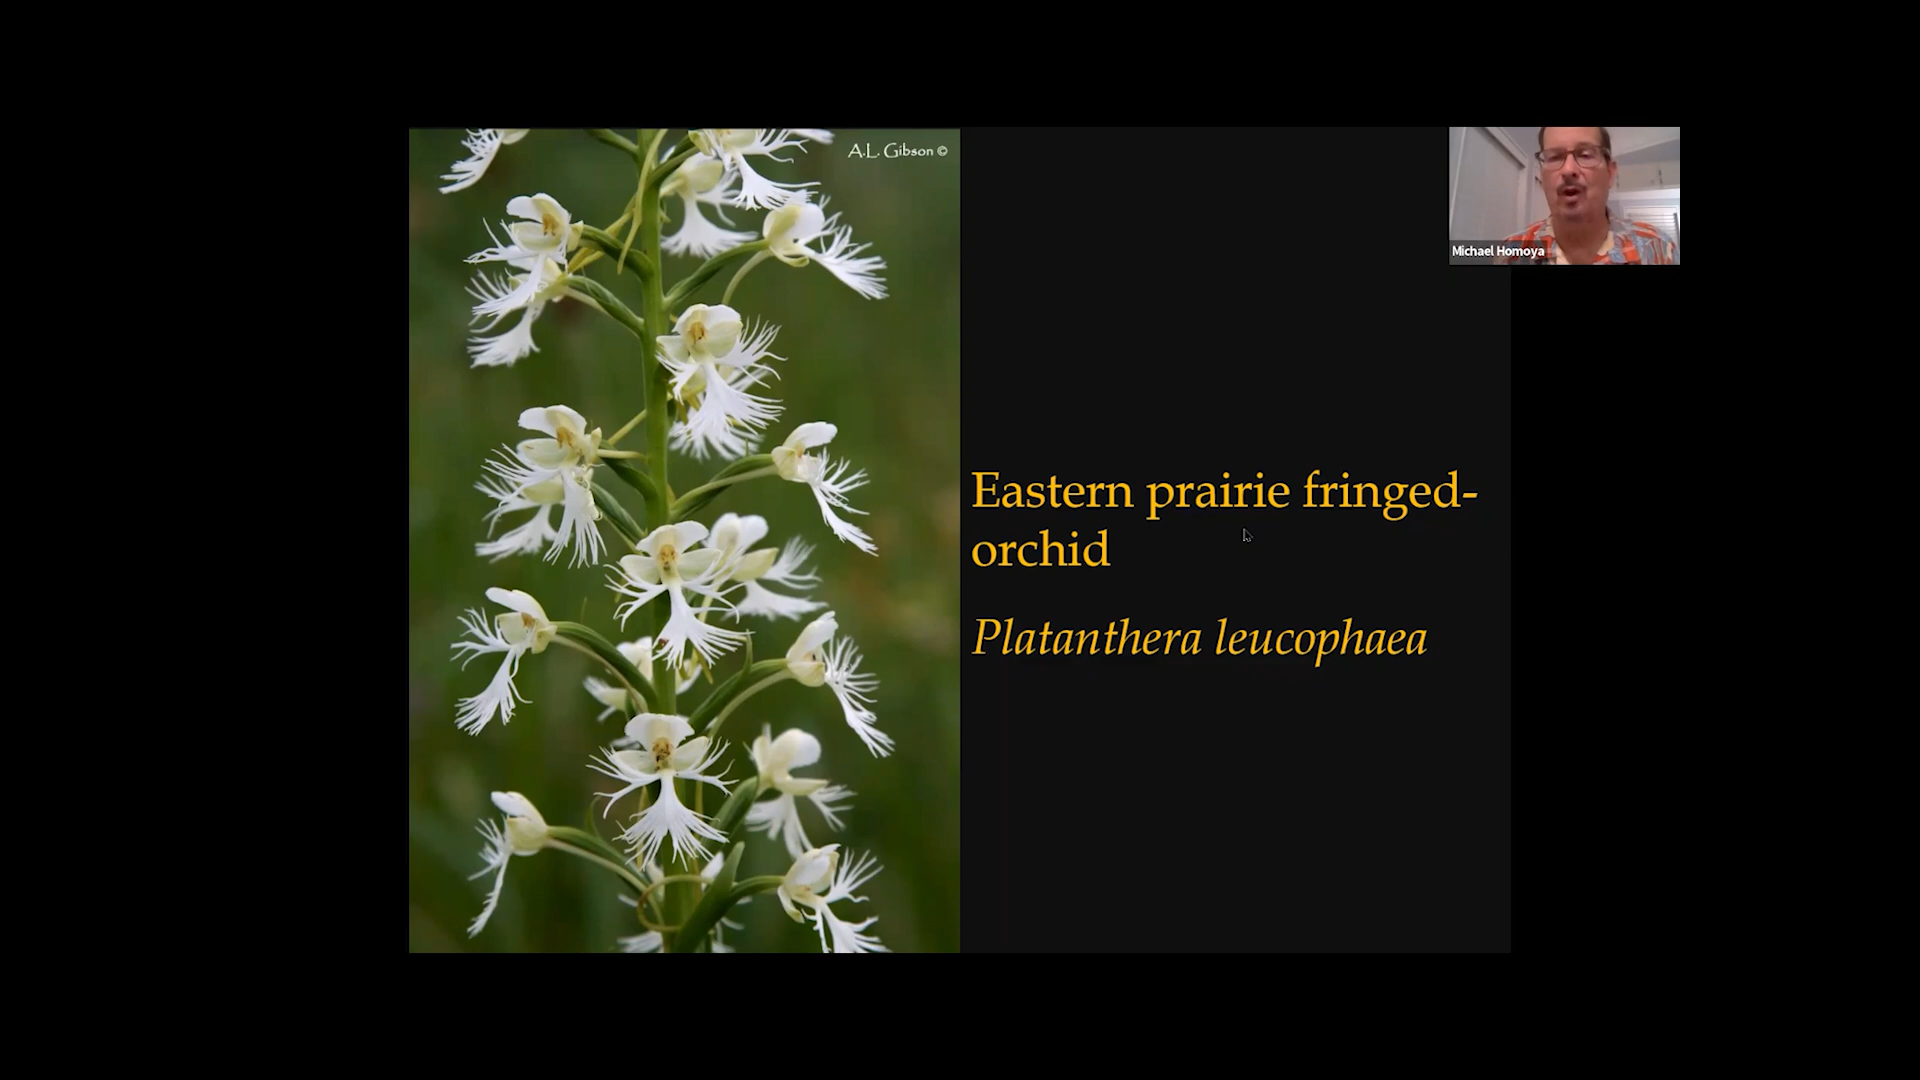 A.L. Gibson ©
Michael Homoya
Eastern prairie fringed-
orchid
Platanthera leucophaea